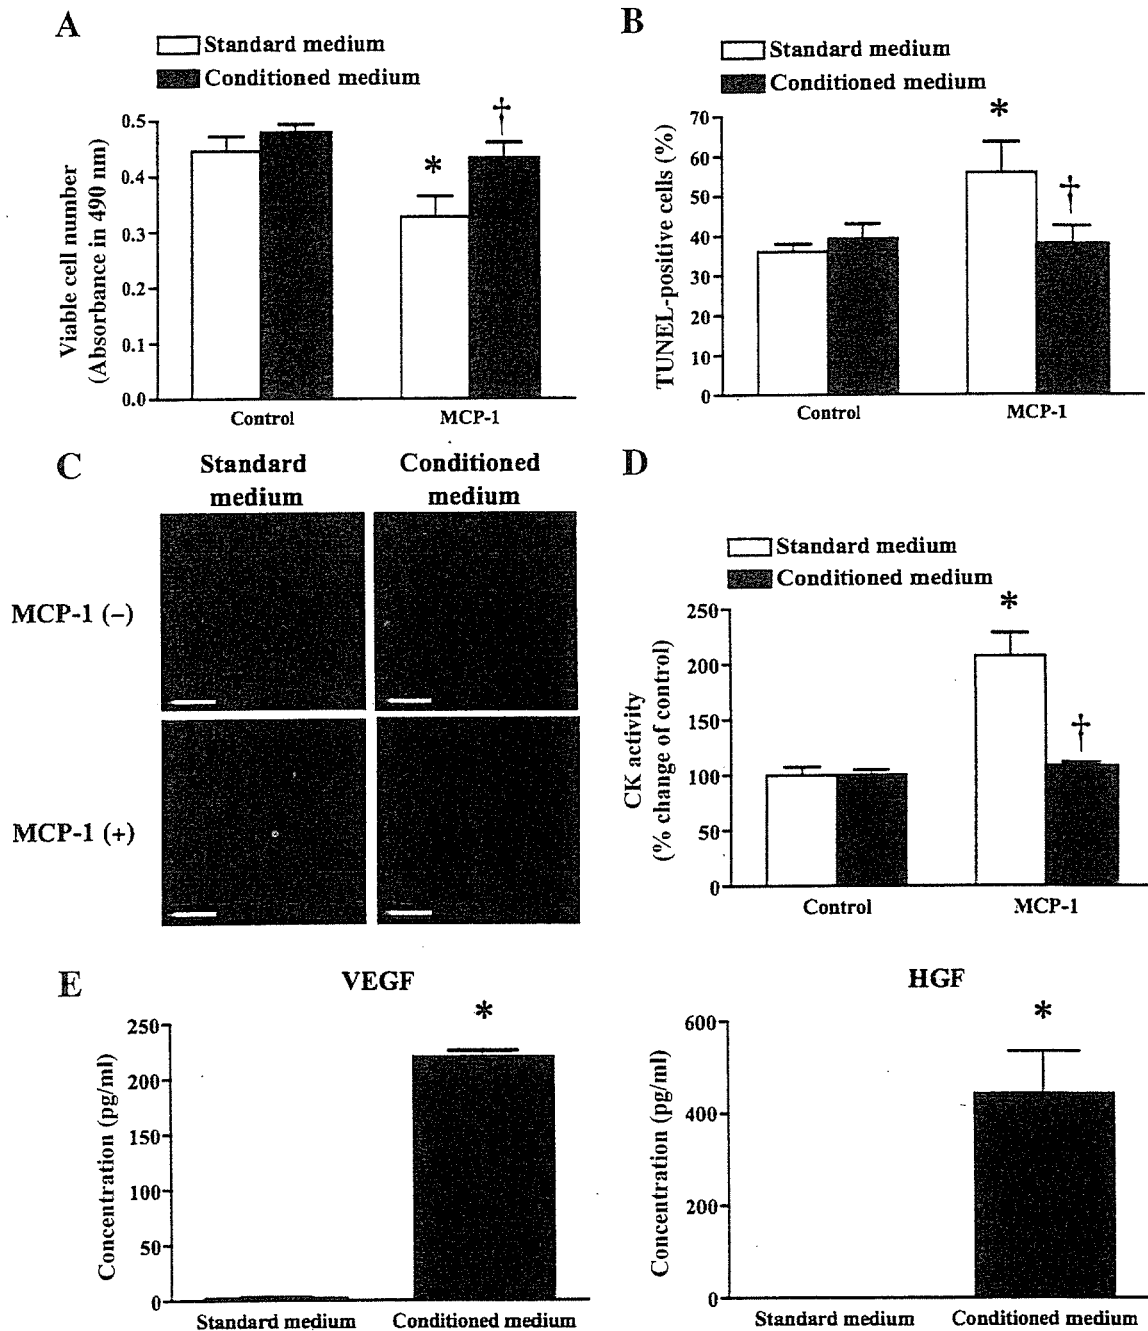 A
Standard medium
Conditioned medium
Viable cell number
(Absorbance in 490 nm)
0.5
0.4
0.3
0.2
0.1
0.0
*
†
Control
MCP-1
B
Standard medium
Conditioned medium
TUNEL-positive cells (%)
70
60
50
40
30
20
10
0
*
†
Control
MCP-1
C
Standard
medium
Conditioned
medium
MCP-1 (–)
MCP-1 (+)
D
Standard medium
Conditioned medium
CK activity
(% change of control)
250
200
150
100
50
0
*
†
Control
MCP-1
E
VEGF
Concentration (pg/ml)
250
200
150
100
50
0
*
Standard medium
Conditioned medium
HGF
Concentration (pg/ml)
600
400
200
0
*
Standard medium
Conditioned medium